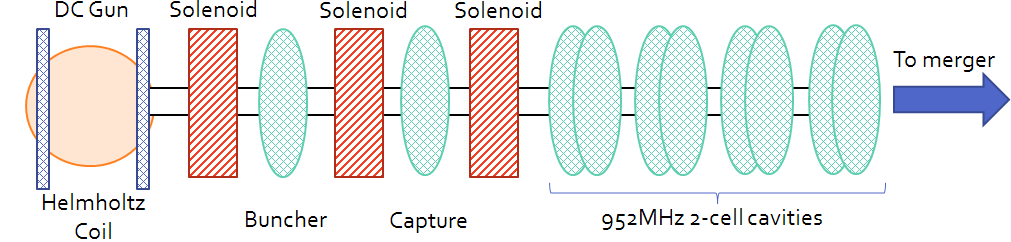 DC Gun
Solenoid
Solenoid
Solenoid
To merger
Helmholtz
Coil
Buncher
Capture
952MHz 2-cell cavities